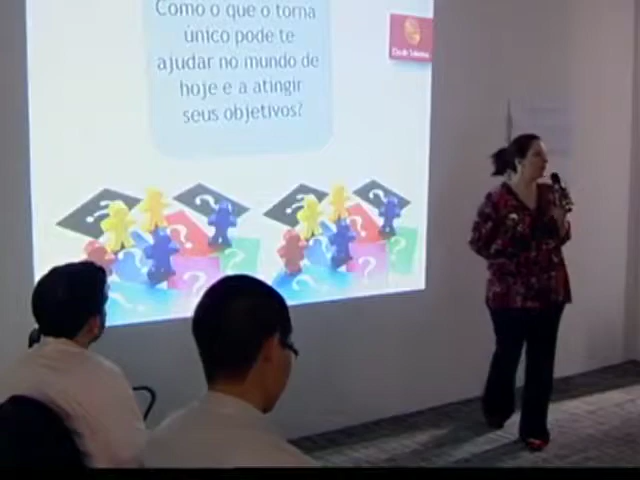 Como o que o torna
único pode te
ajudar no mundo de
hoje e a atingir
seus objetivos?